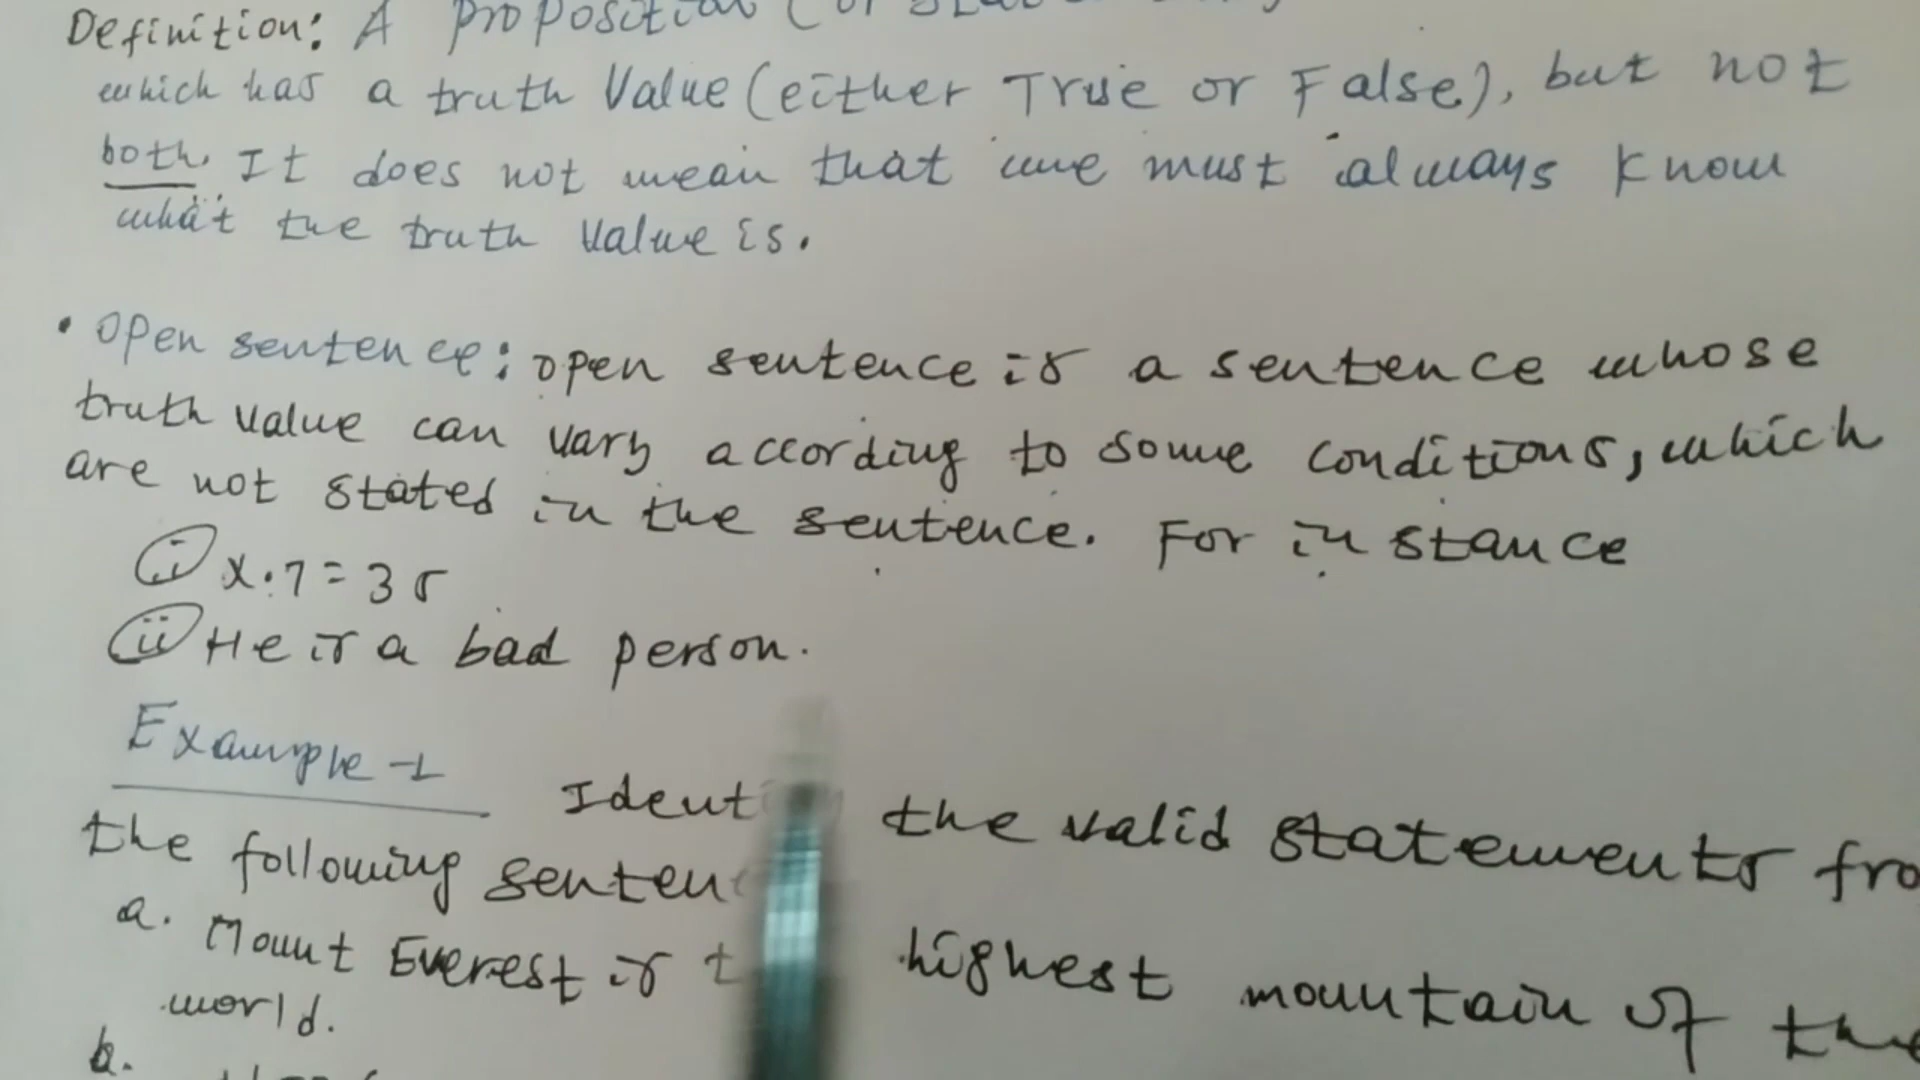 Definition: A proposition (or
which has a truth Value (either True or False), but not
both. It does not mean that we must always know
what the truth value is.
• Open sentence: open sentence is a sentence whose
truth value can vary according to some conditions, which
are not stated in the sentence. For instance
(i) x.7=35
(ii) He is a bad person.
Example-1
Ident the valid statements fro
the following senten
a. Mount Everest is t highest mountain of the
world.
b.